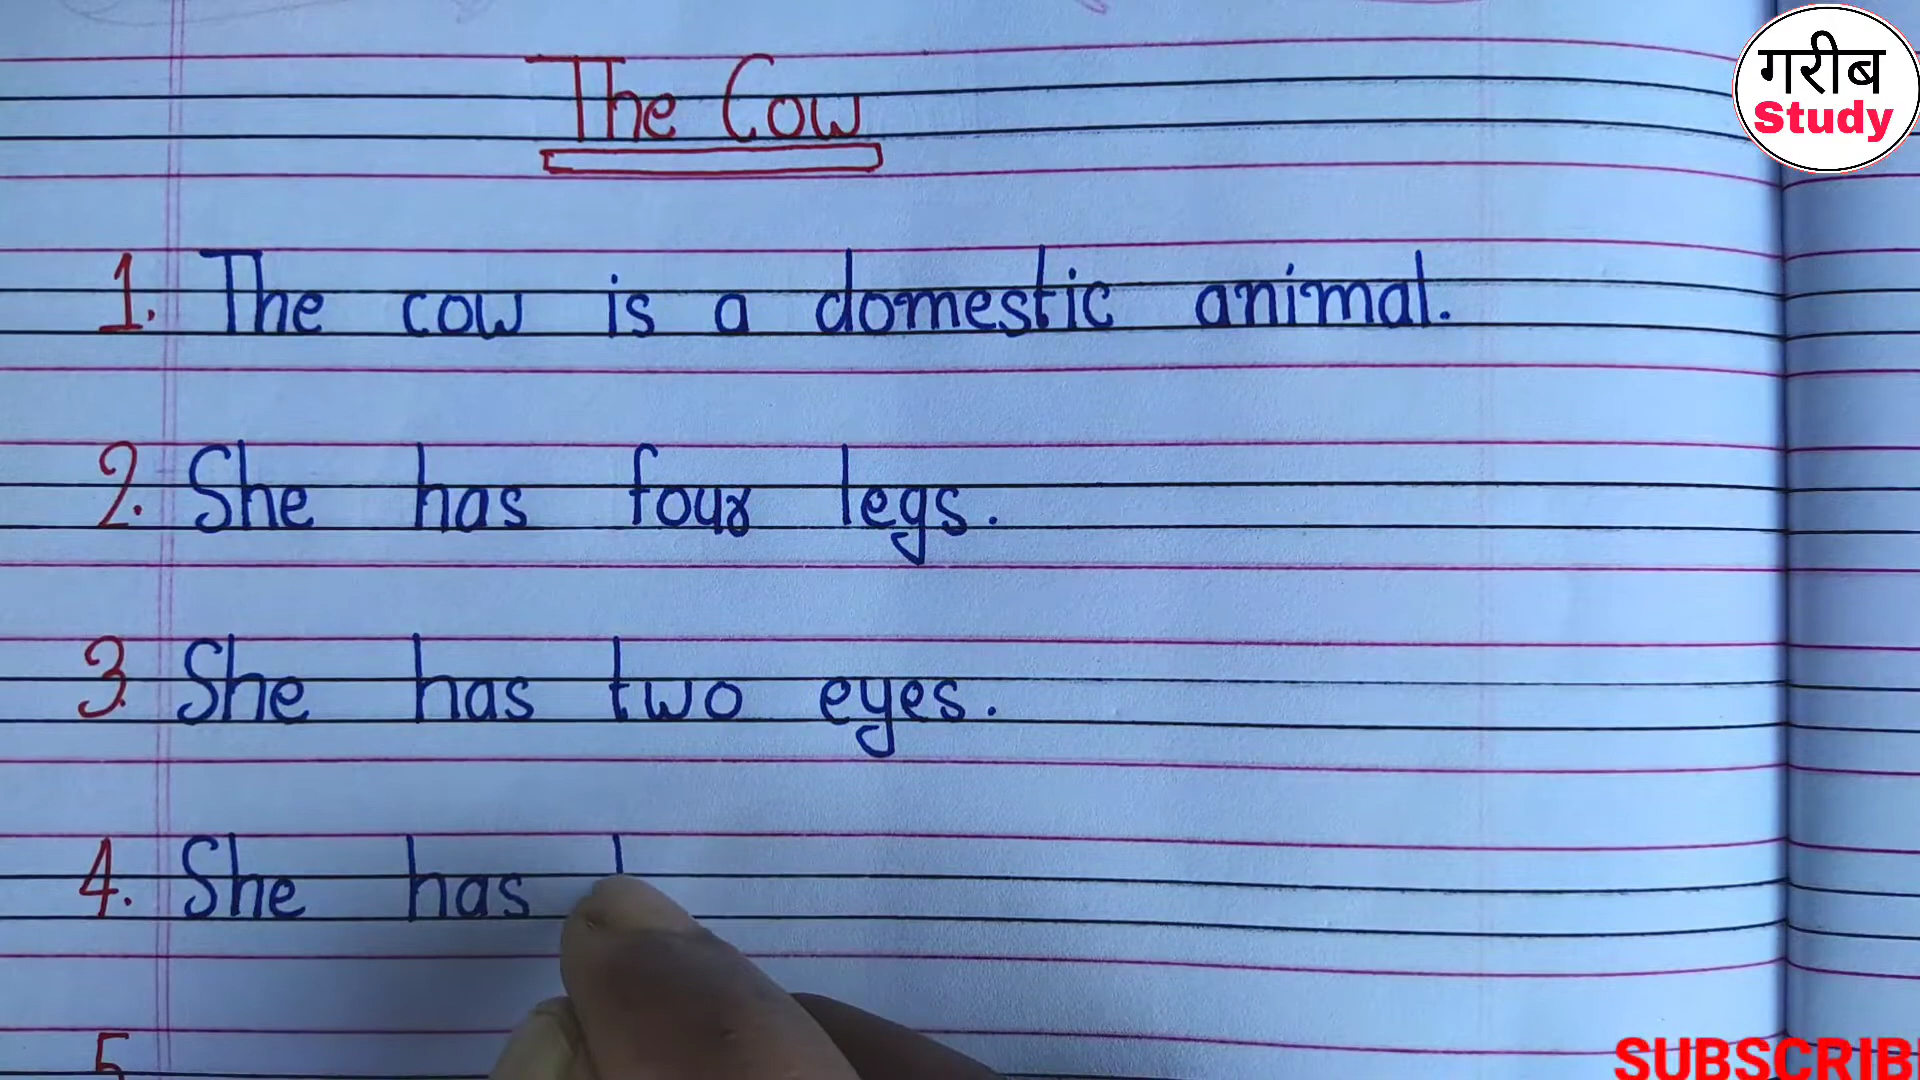 The Cow
गरीब
Study
1. The cow is a domestic animal.
2. She has four legs.
3. She has two eyes.
4. She has
5
SUBSCRIB